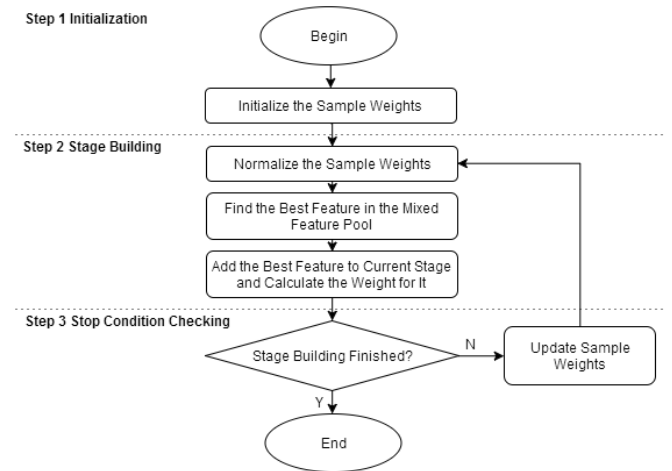 Step 1 Initialization
Begin
Initialize the Sample Weights
Step 2 Stage Building
Normalize the Sample Weights
Find the Best Feature in the Mixed
Feature Pool
Add the Best Feature to Current Stage
and Calculate the Weight for It
Step 3 Stop Condition Checking
Stage Building Finished?
N
Update Sample
Weights
Y
End